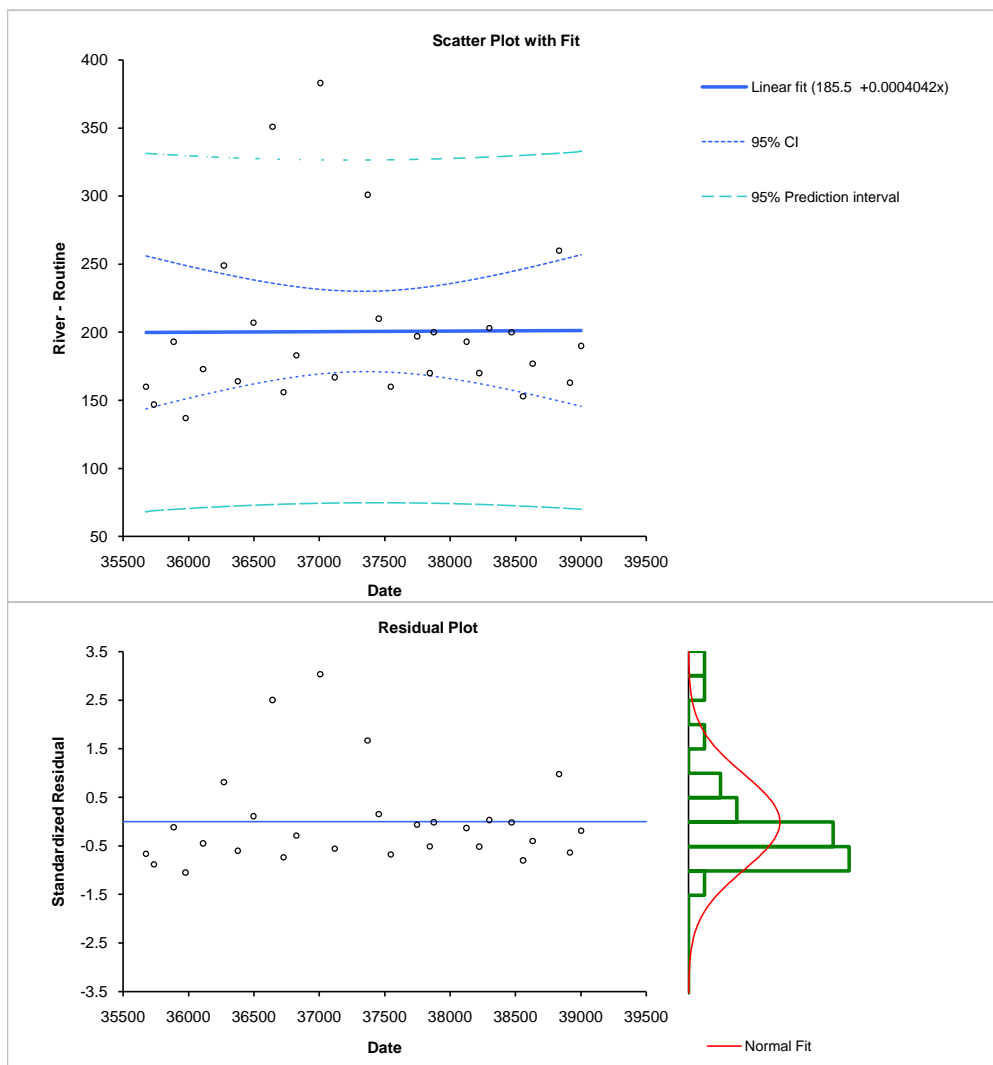 Scatter Plot with Fit
400
350
300
250
200
150
100
50
River - Routine
35500 36000 36500 37000 37500 38000 38500 39000 39500
Date
Linear fit (185.5 +0.0004042x)
95% CI
95% Prediction interval
Residual Plot
3.5
2.5
1.5
0.5
-0.5
-1.5
-2.5
-3.5
Standardized Residual
35500 36000 36500 37000 37500 38000 38500 39000 39500
Date
Normal Fit